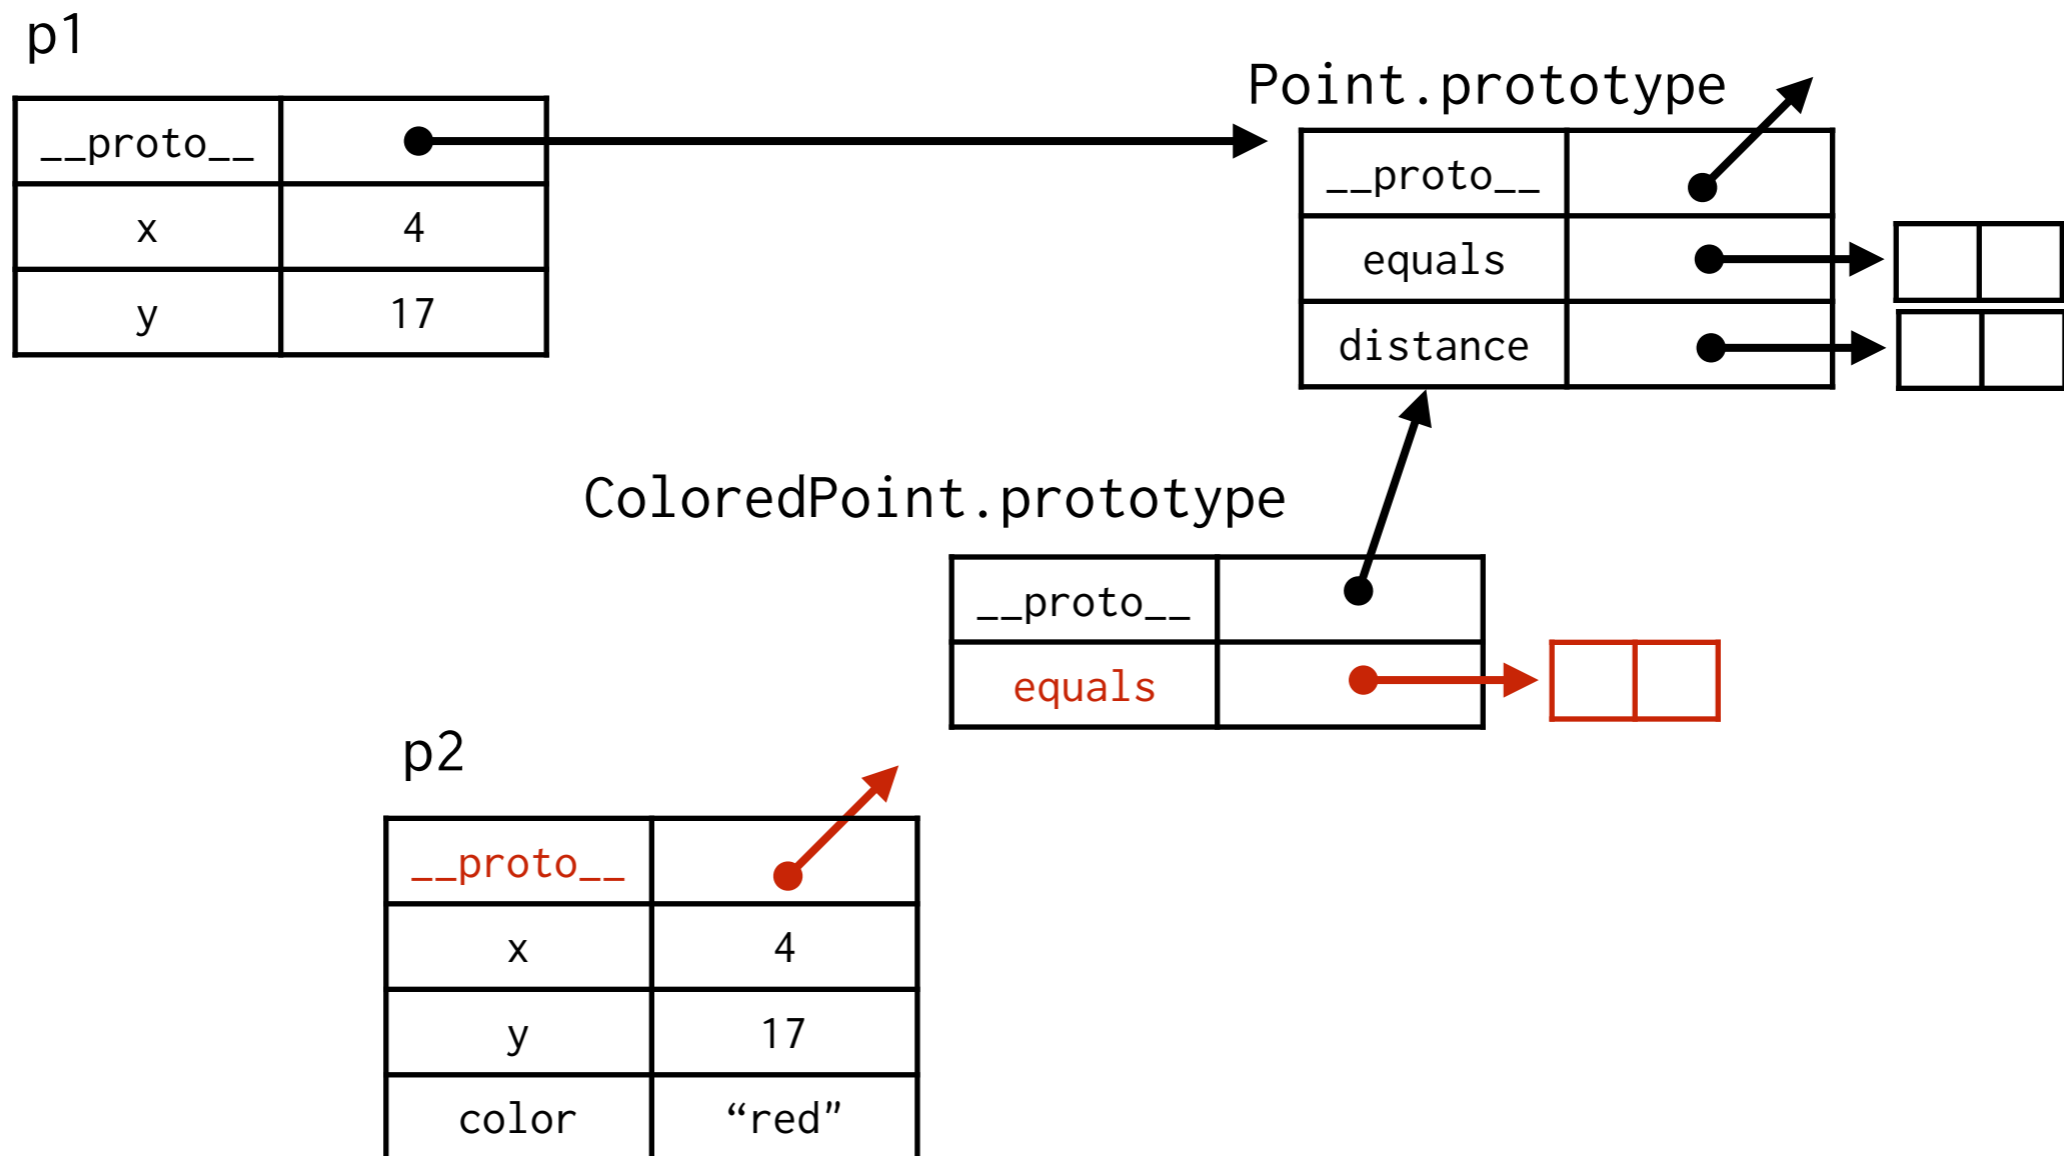 p1
__proto__
x 4
y 17
Point.prototype
__proto__
equals
distance
ColoredPoint.prototype
__proto__
equals
p2
__proto__
x 4
y 17
color “red”